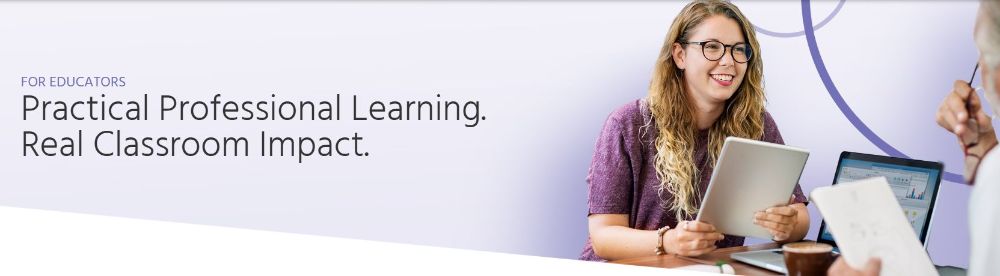 FOR EDUCATORS
Practical Professional Learning.
Real Classroom Impact.